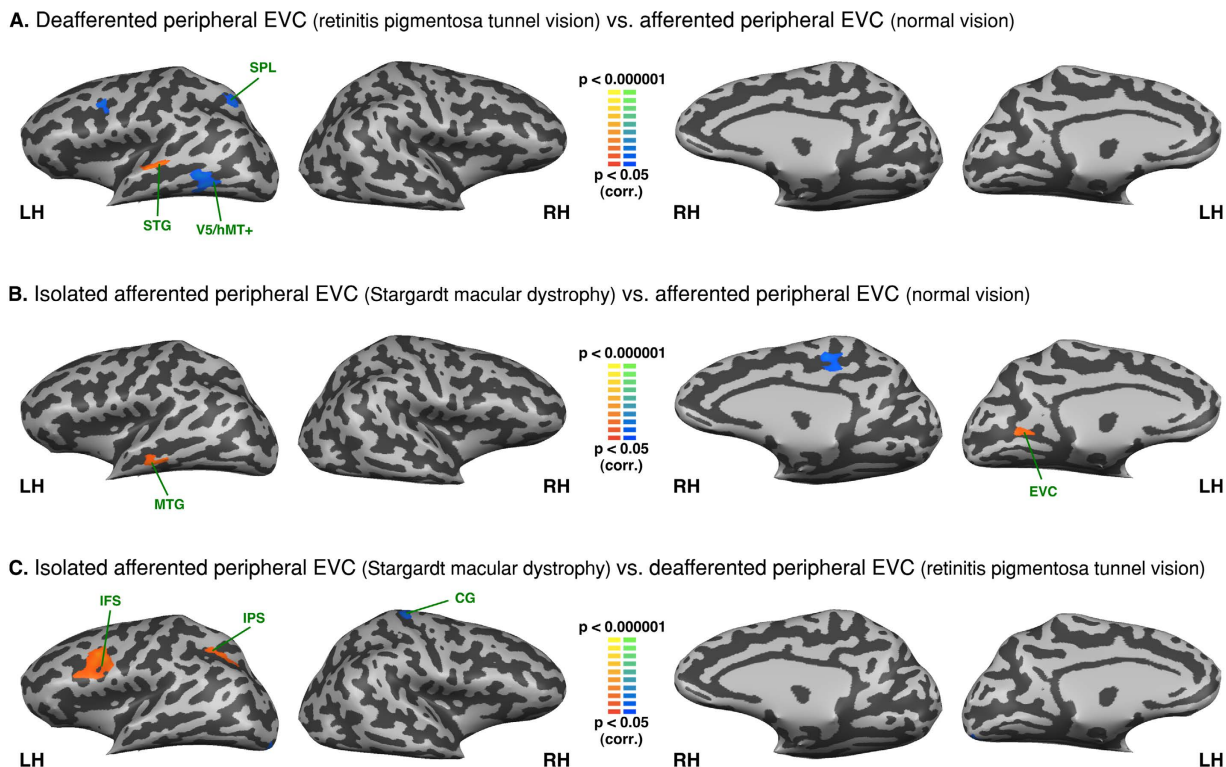 A. Deafferented peripheral EVC (retinitis pigmentosa tunnel vision) vs. afferented peripheral EVC (normal vision)
SPL
p < 0.000001
p < 0.05
(corr.)
LH
STG
V5/hMT+
RH
RH
LH
B. Isolated afferented peripheral EVC (Stargardt macular dystrophy) vs. afferented peripheral EVC (normal vision)
p < 0.000001
p < 0.05
(corr.)
LH
MTG
RH
RH
EVC
LH
C. Isolated afferented peripheral EVC (Stargardt macular dystrophy) vs. deafferented peripheral EVC (retinitis pigmentosa tunnel vision)
IFS
IPS
CG
p < 0.000001
p < 0.05
(corr.)
LH
RH
RH
LH